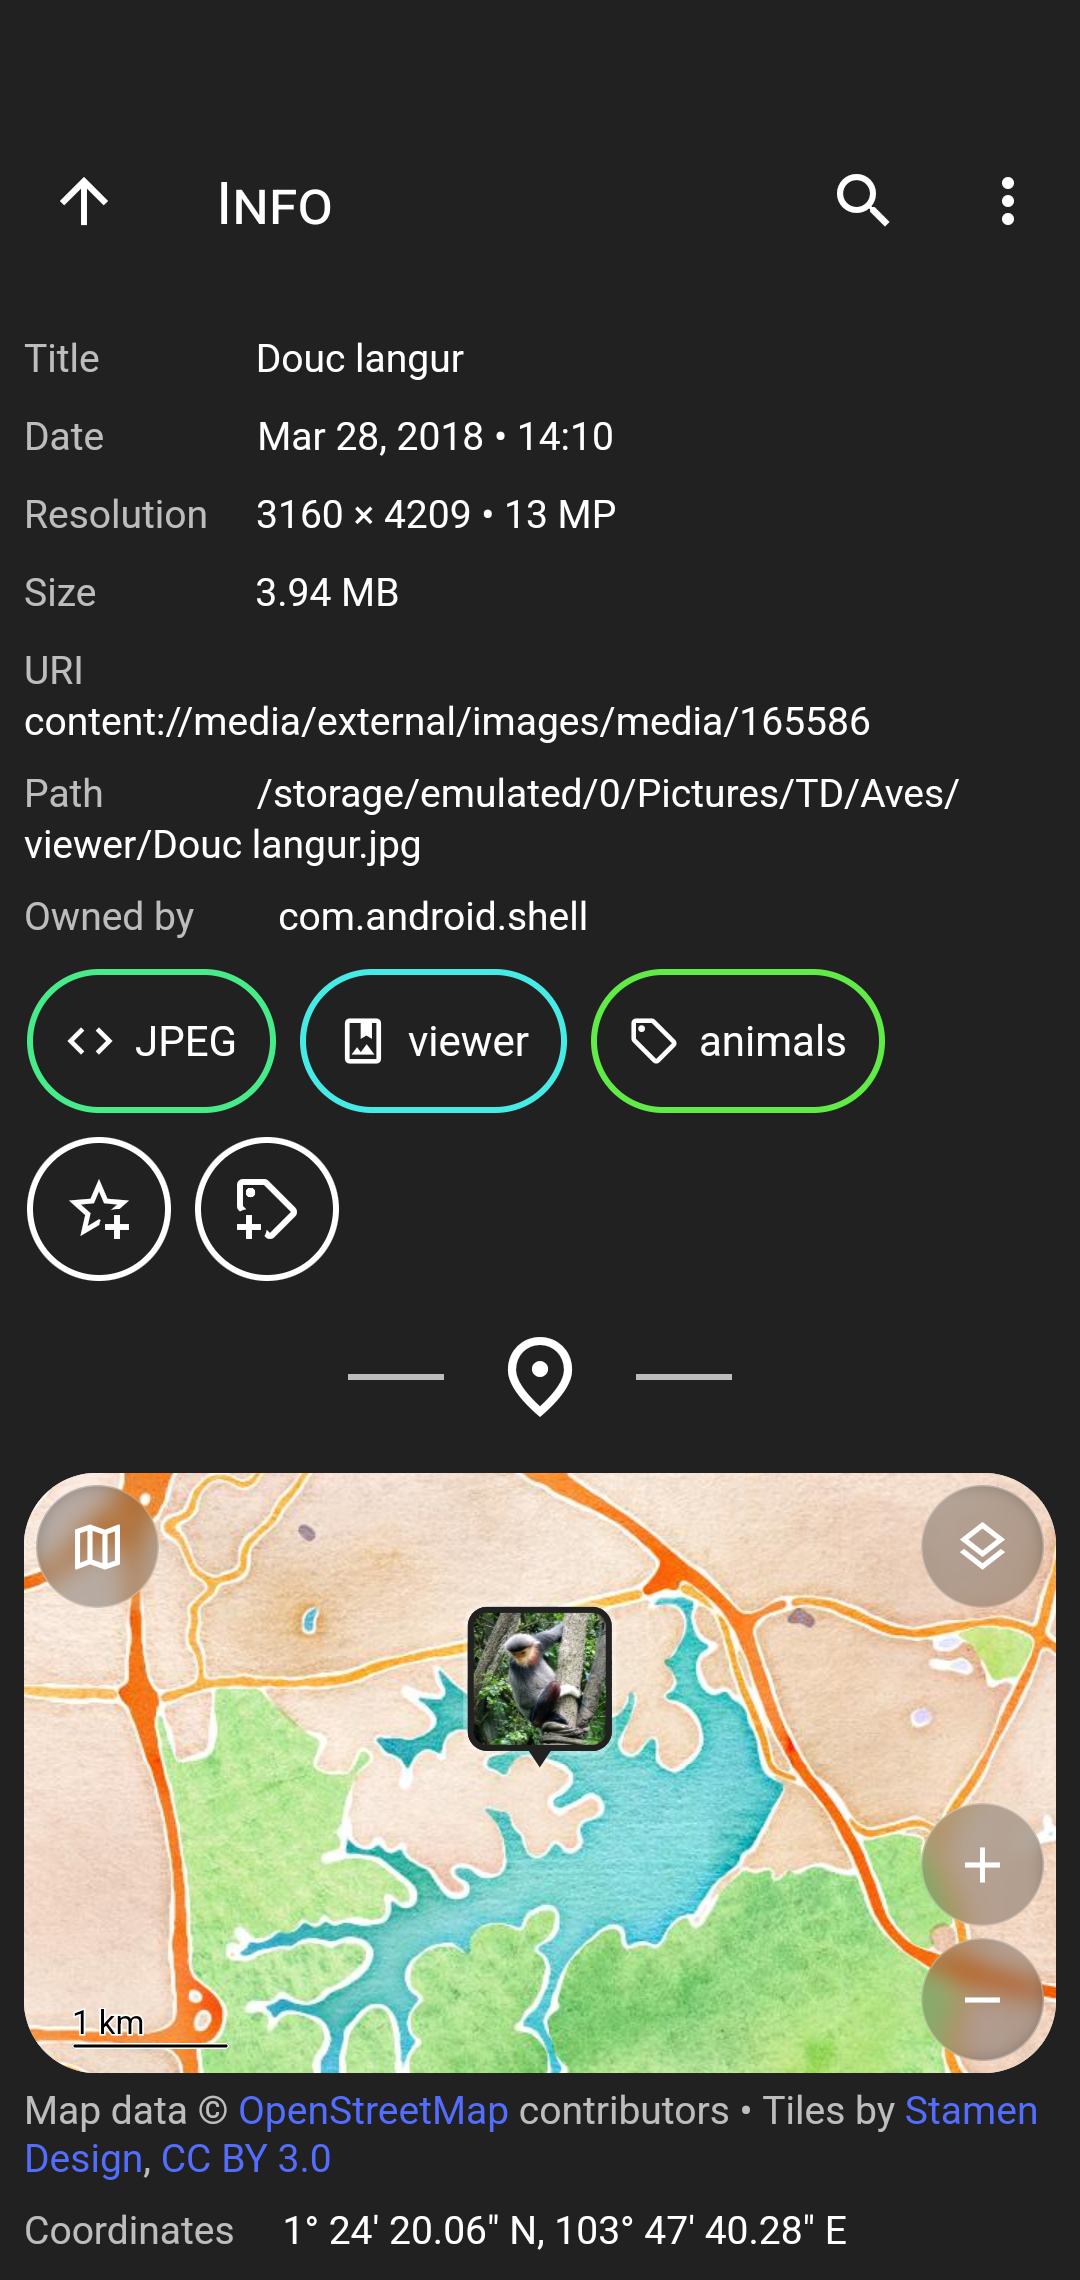 INFO
Title Douc langur
Date Mar 28, 2018 • 14:10
Resolution 3160 × 4209 • 13 MP
Size 3.94 MB
URI
content://media/external/images/media/165586
Path /storage/emulated/0/Pictures/TD/Aves/
viewer/Douc langur.jpg
Owned by com.android.shell
JPEG viewer animals
1 km
Map data © OpenStreetMap contributors • Tiles by Stamen
Design, CC BY 3.0
Coordinates 1° 24' 20.06" N, 103° 47' 40.28" E